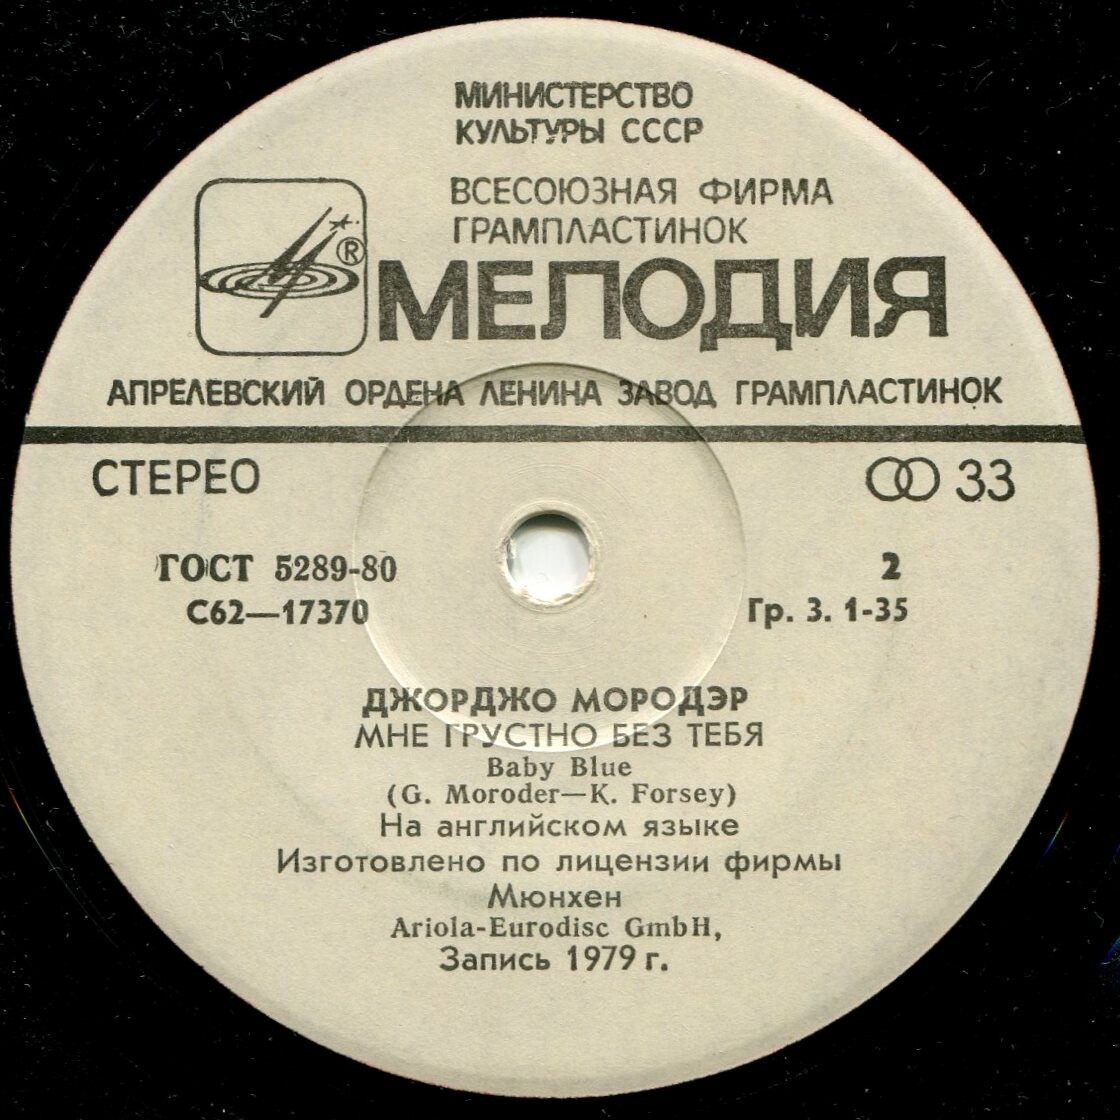 МИНИСТЕРСТВО
КУЛЬТУРЫ СССР
ВСЕСОЮЗНАЯ ФИРМА
ГРАМПЛАСТИНОК
®
МЕЛОДИЯ
АПРЕЛЕВСКИЙ ОРДЕНА ЛЕНИНА ЗАВОД ГРАМПЛАСТИНОК
СТЕРЕО 33
ГОСТ 5289-80 2
С62—17370 Гр. 3. 1-35
ДЖОРДЖО МОРОДЭР
МНЕ ГРУСТНО БЕЗ ТЕБЯ
Baby Blue
(G. Moroder—K. Forsey)
На английском языке
Изготовлено по лицензии фирмы
Мюнхен
Ariola-Eurodisc GmbH,
Запись 1979 г.